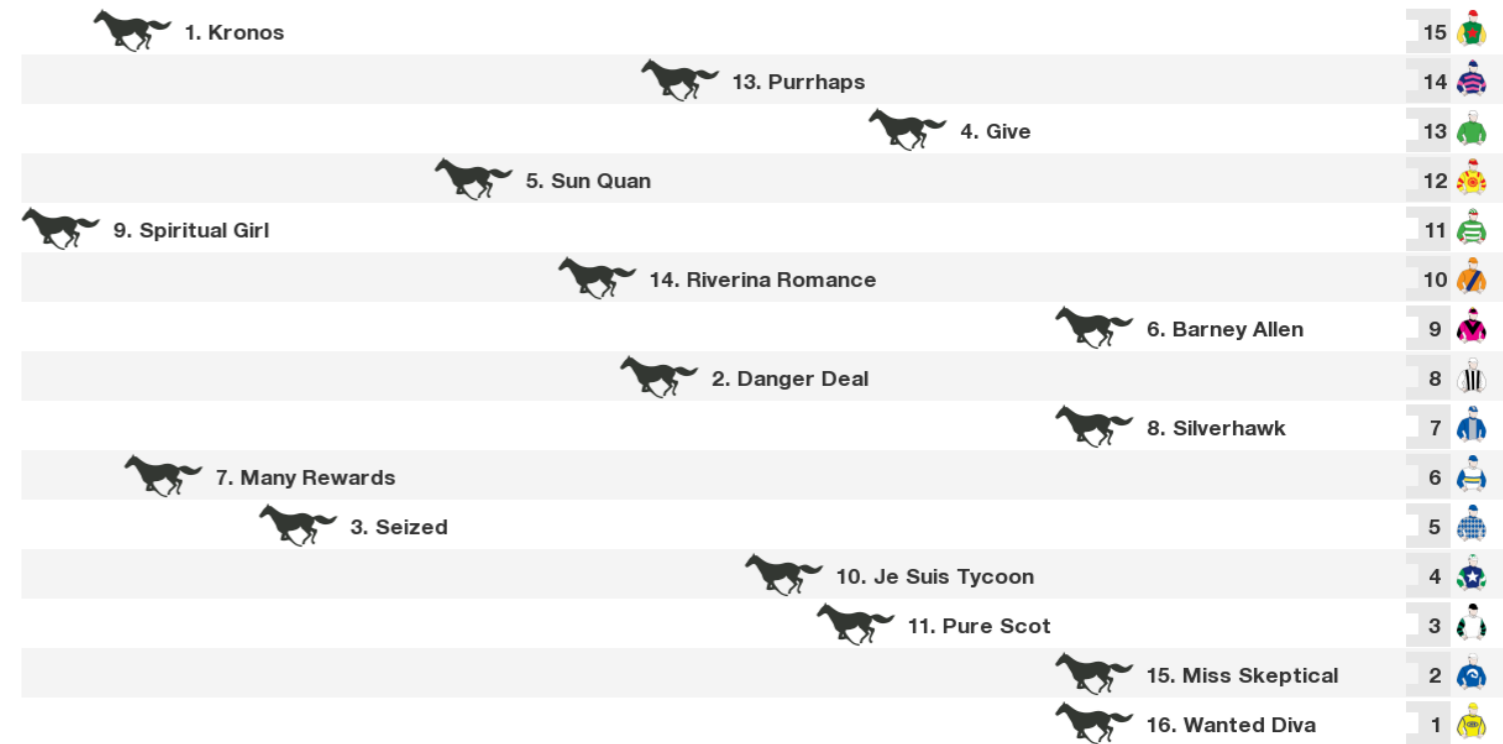 1. Kronos 15
13. Purrhaps 14
4. Give 13
5. Sun Quan 12
9. Spiritual Girl 11
14. Riverina Romance 10
6. Barney Allen 9
2. Danger Deal 8
8. Silverhawk 7
7. Many Rewards 6
3. Seized 5
10. Je Suis Tycoon 4
11. Pure Scot 3
15. Miss Skeptical 2
16. Wanted Diva 1